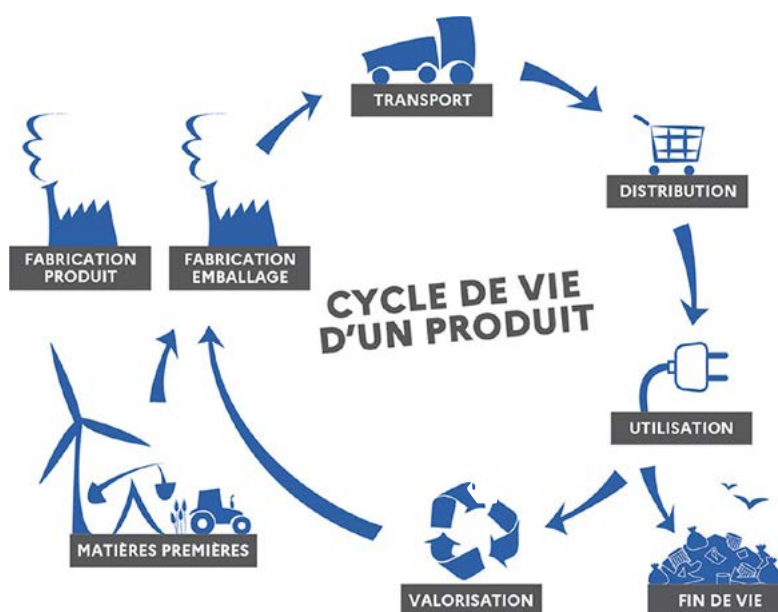 TRANSPORT
DISTRIBUTION
FABRICATION
PRODUIT
FABRICATION
EMBALLAGE
CYCLE DE VIE
D'UN PRODUIT
UTILISATION
MATIÈRES PREMIÈRES
VALORISATION
FIN DE VIE